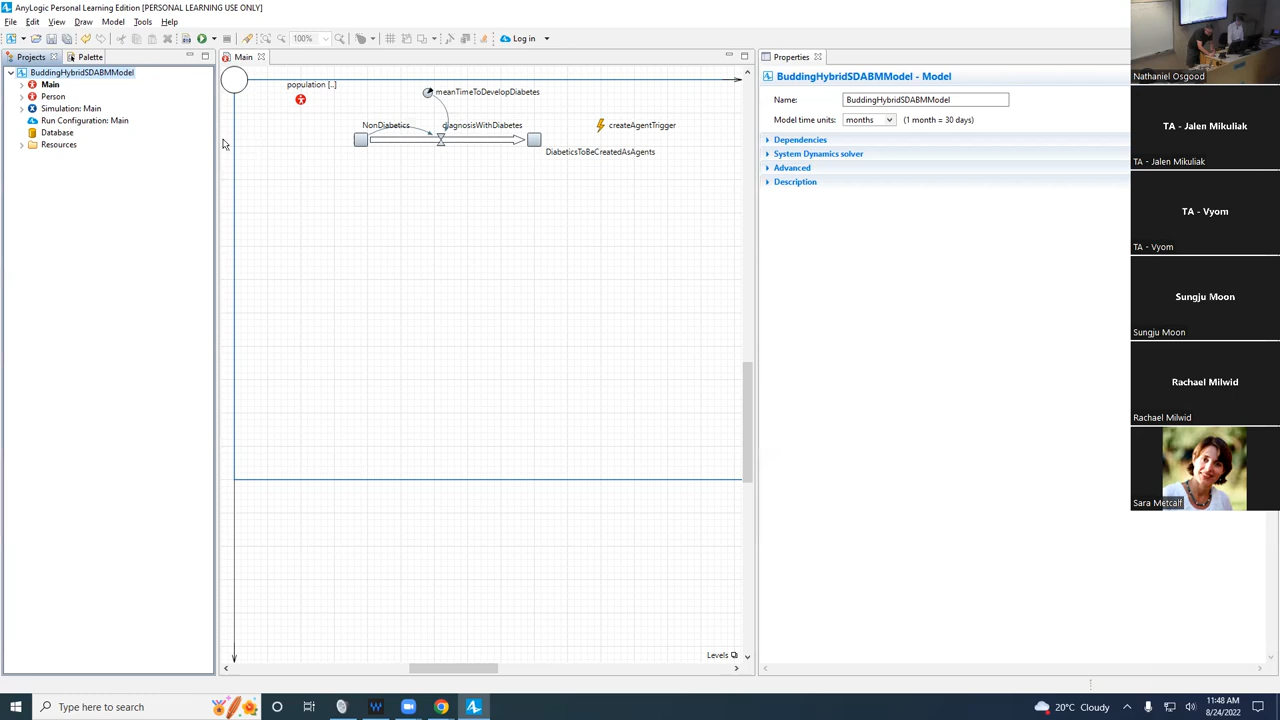 AnyLogic Personal Learning Edition [PERSONAL LEARNING USE ONLY]
File Edit View Draw Model Tools Help
100% Log in
Projects Palette
BuddingHybridSDABMModel
Main
Person
Simulation: Main
Run Configuration: Main
Database
Resources
Main
population [..]
meanTimeToDevelopDiabetes
NonDiabetics
diagnosisWithDiabetes
createAgentTrigger
DiabeticsToBeCreatedAsAgents
Levels
Properties
BuddingHybridSDABMModel - Model
Name: BuddingHybridSDABMModel
Model time units: months (1 month = 30 days)
Dependencies
System Dynamics solver
Advanced
Description
Nathaniel Osgood
TA - Jalen Mikuliak
TA - Jalen Mikuliak
TA - Vyom
TA - Vyom
Sungju Moon
Sungju Moon
Rachael Milwid
Rachael Milwid
Sara Metcalf
Type here to search
20°C Cloudy
11:48 AM
8/24/2022